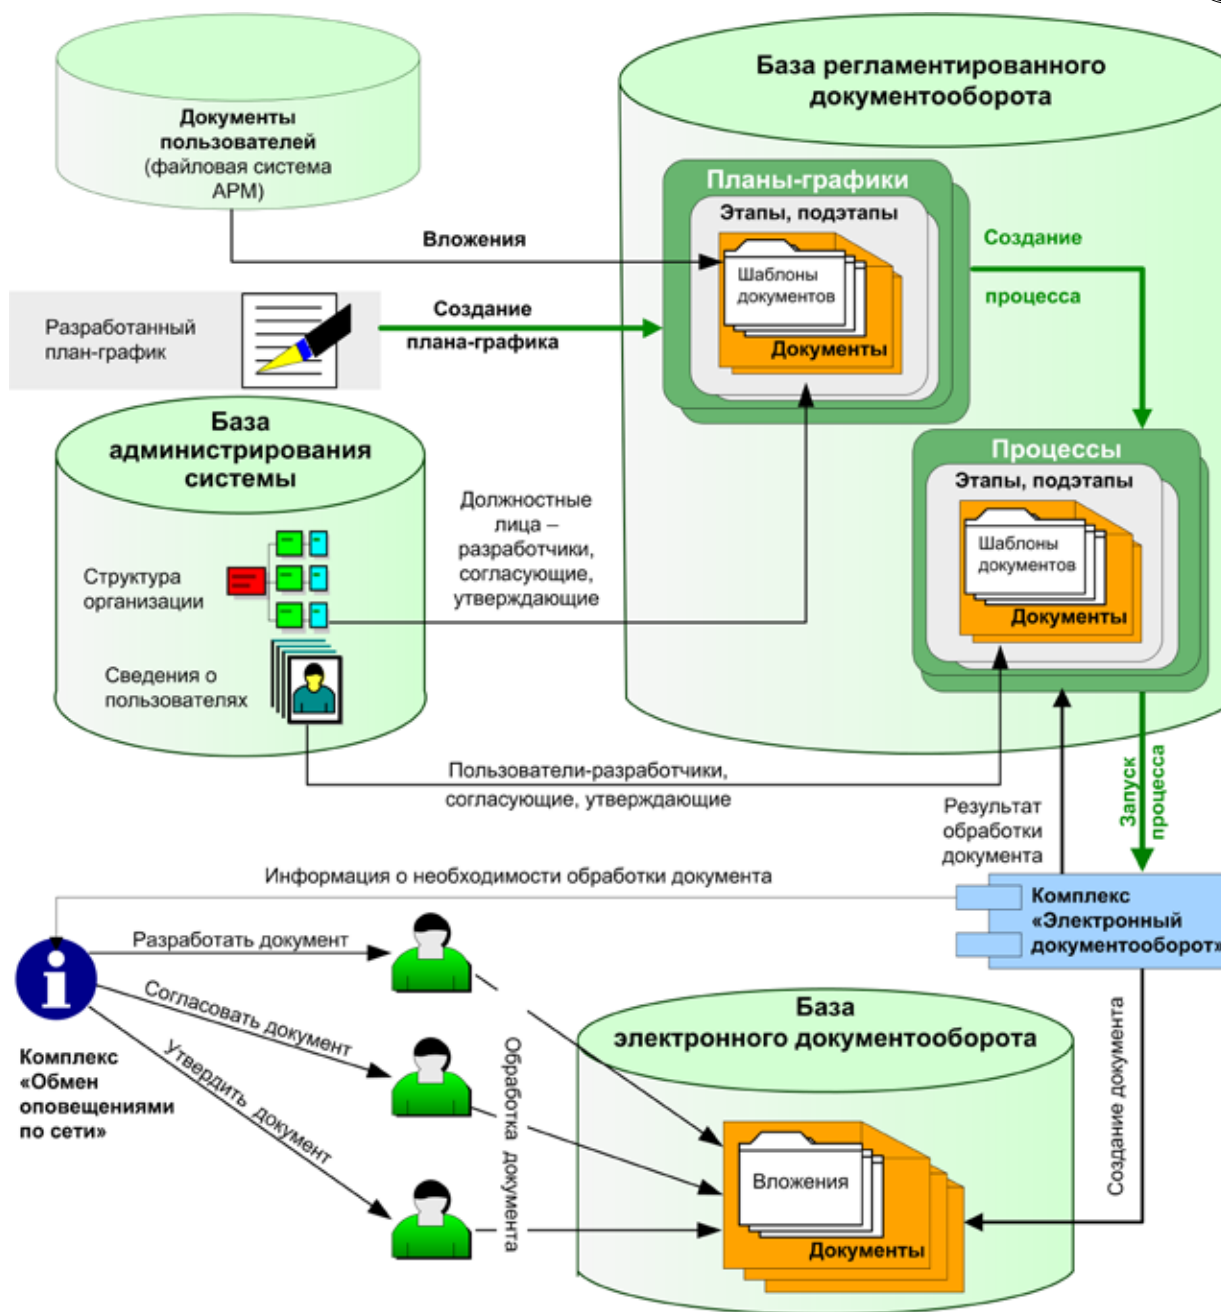 Документы
пользователей
(файловая система
АРМ)
База регламентированного
документооборота
Планы-графики
Этапы, подэтапы
Шаблоны
документов
Документы
Вложения
Создание
процесса
Разработанный
план-график
Создание
плана-графика
База
администрирования
системы
Структура
организации
Сведения о
пользователях
Должностные
лица –
разработчики,
согласующие,
утверждающие
Процессы
Этапы, подэтапы
Шаблоны
документов
Документы
Пользователи-разработчики,
согласующие, утверждающие
Результат
обработки
документа
Запуск
процесса
Информация о необходимости обработки документа
Комплекс
«Электронный
документооборот»
Разработать документ
Согласовать документ
Утвердить документ
Комплекс
«Обмен
оповещениями
по сети»
Обработка документа
База
электронного документооборота
Вложения
Документы
Создание документа